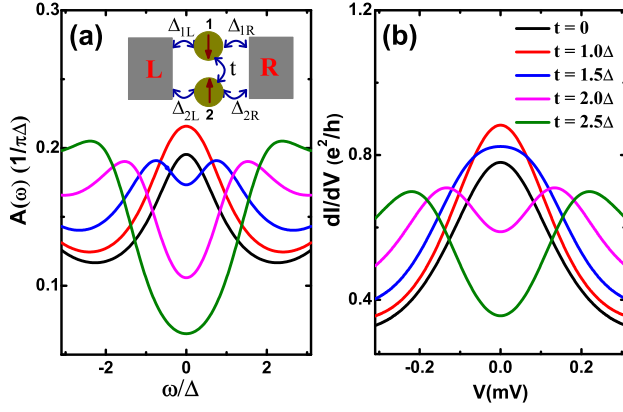 (a)
1
Δ1L
Δ1R
L
t
R
Δ2L
2
Δ2R
0.3
0.2
0.1
A(ω) (1/πΔ)
-2
0
2
ω/Δ
(b)
t = 0
t = 1.0Δ
t = 1.5Δ
t = 2.0Δ
t = 2.5Δ
1.2
0.8
0.4
dI/dV (e²/h)
-0.2
0.0
0.2
V(mV)